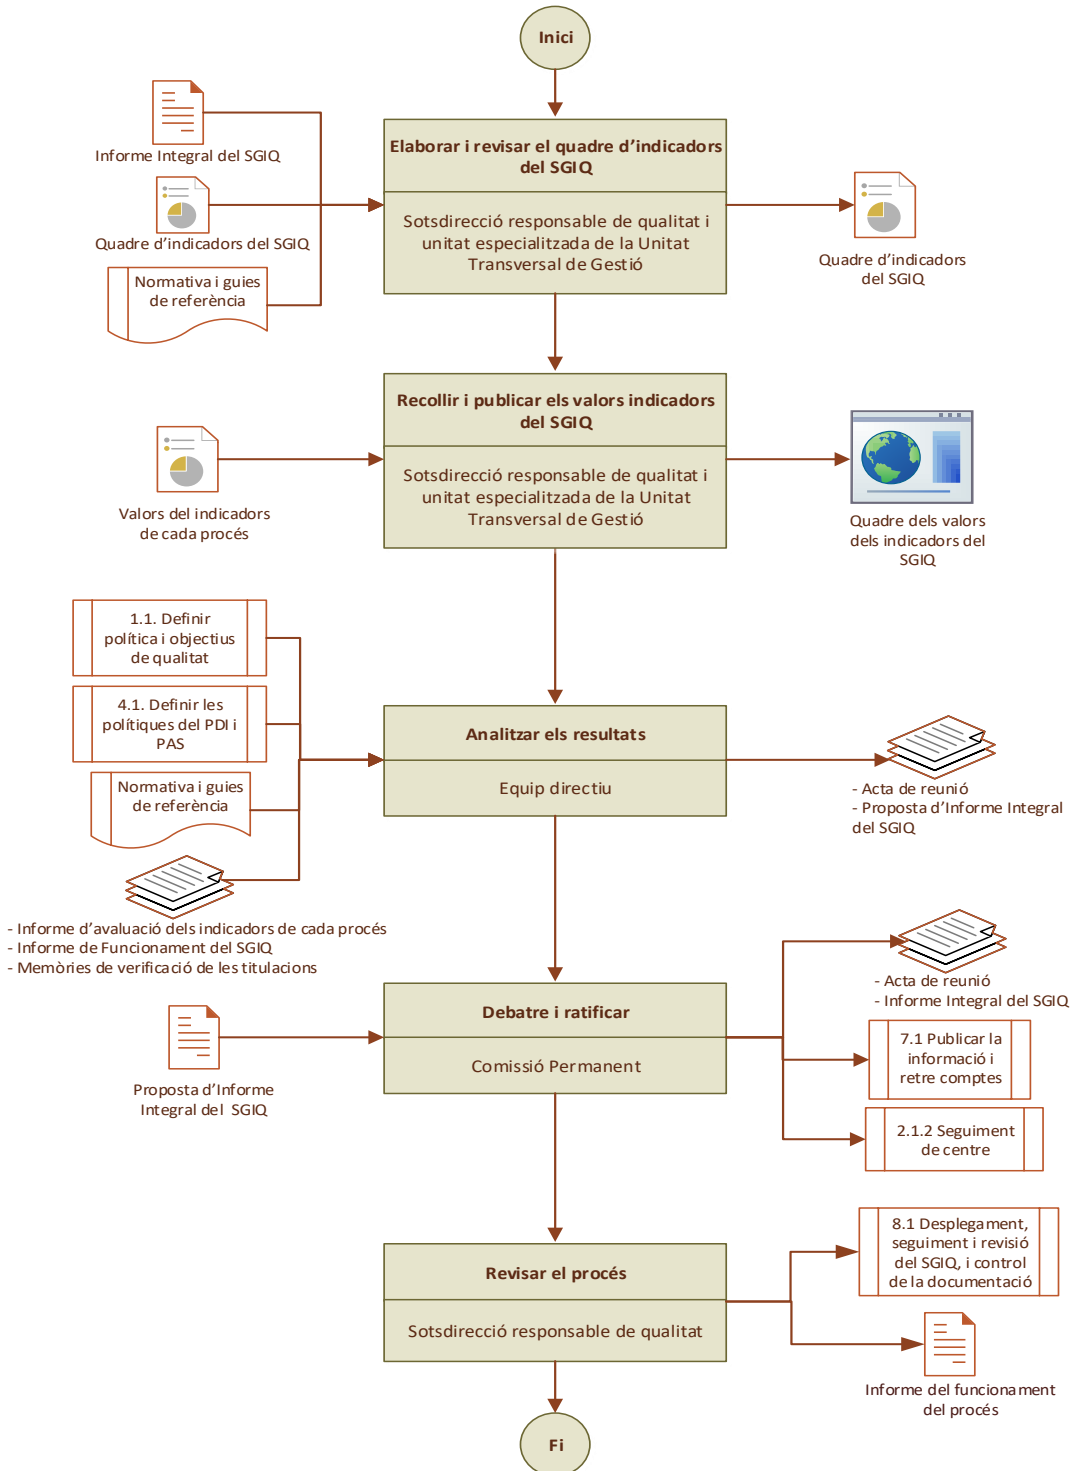 Inici
Informe Integral del SGIQ
Quadre d'indicadors del SGIQ
Normativa i guies
de referència
Elaborar i revisar el quadre d'indicadors
del SGIQ
Sotsdirecció responsable de qualitat i
unitat especialitzada de la Unitat
Transversal de Gestió
Quadre d'indicadors
del SGIQ
Valors del indicadors
de cada procés
Recollir i publicar els valors indicadors
del SGIQ
Sotsdirecció responsable de qualitat i
unitat especialitzada de la Unitat
Transversal de Gestió
Quadre dels valors
dels indicadors del
SGIQ
1.1. Definir
política i objectius
de qualitat
4.1. Definir les
polítiques del PDI i
PAS
Normativa i guies
de referència
- Informe d'avaluació dels indicadors de cada procés
- Informe de Funcionament del SGIQ
- Memòries de verificació de les titulacions
Analitzar els resultats
Equip directiu
- Acta de reunió
- Proposta d'Informe Integral
del SGIQ
Proposta d'Informe
Integral del SGIQ
Debatre i ratificar
Comissió Permanent
- Acta de reunió
- Informe Integral del SGIQ
7.1 Publicar la
informació i
retre comptes
2.1.2 Seguiment
de centre
Revisar el procés
Sotsdirecció responsable de qualitat
8.1 Desplegament,
seguiment i revisió
del SGIQ, i control
de la documentació
Informe del funcionament
del procés
Fi